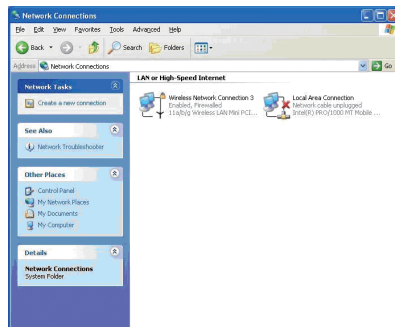 Network Connections
File Edit View Favorites Tools Advanced Help
Back Search Folders
Address Network Connections Go
Network Tasks
Create a new connection
See Also
Network Troubleshooter
Other Places
Control Panel
My Network Places
My Documents
My Computer
Details
Network Connections
System Folder
LAN or High-Speed Internet
Wireless Network Connection 3
Enabled, Firewalled
11a/b/g Wireless LAN Mini PCI...
Local Area Connection
Network cable unplugged
Intel(R) PRO/1000 MT Mobile ...